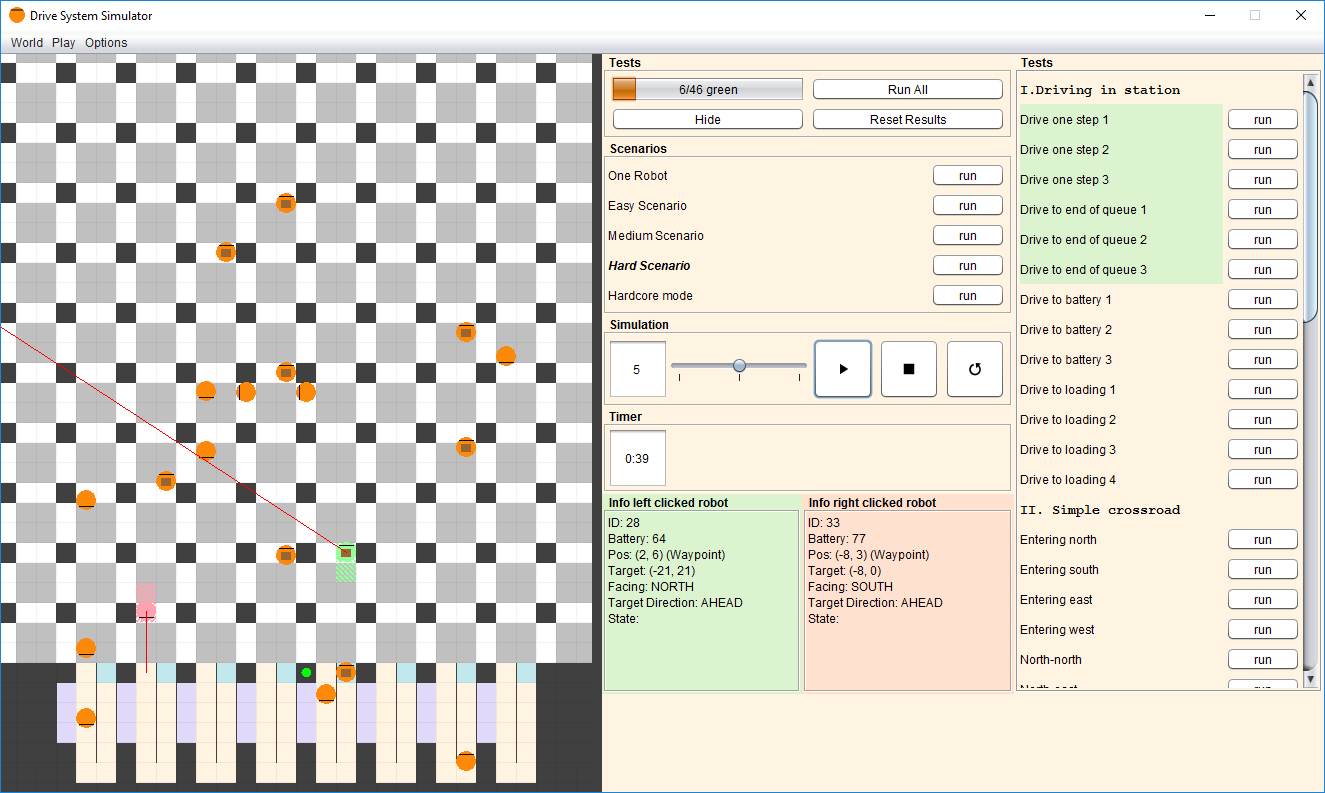 Drive System Simulator
World Play Options
Tests
6/46 green
Run All
Hide
Reset Results
Scenarios
One Robot
run
Easy Scenario
run
Medium Scenario
run
Hard Scenario
run
Hardcore mode
run
Simulation
5
Timer
0:39
Info left clicked robot
ID: 28
Battery: 64
Pos: (2, 6) (Waypoint)
Target: (-21, 21)
Facing: NORTH
Target Direction: AHEAD
State:
Info right clicked robot
ID: 33
Battery: 77
Pos: (-8, 3) (Waypoint)
Target: (-8, 0)
Facing: SOUTH
Target Direction: AHEAD
State:
Tests
I.Driving in station
Drive one step 1
run
Drive one step 2
run
Drive one step 3
run
Drive to end of queue 1
run
Drive to end of queue 2
run
Drive to end of queue 3
run
Drive to battery 1
run
Drive to battery 2
run
Drive to battery 3
run
Drive to loading 1
run
Drive to loading 2
run
Drive to loading 3
run
Drive to loading 4
run
II. Simple crossroad
Entering north
run
Entering south
run
Entering east
run
Entering west
run
North-north
run